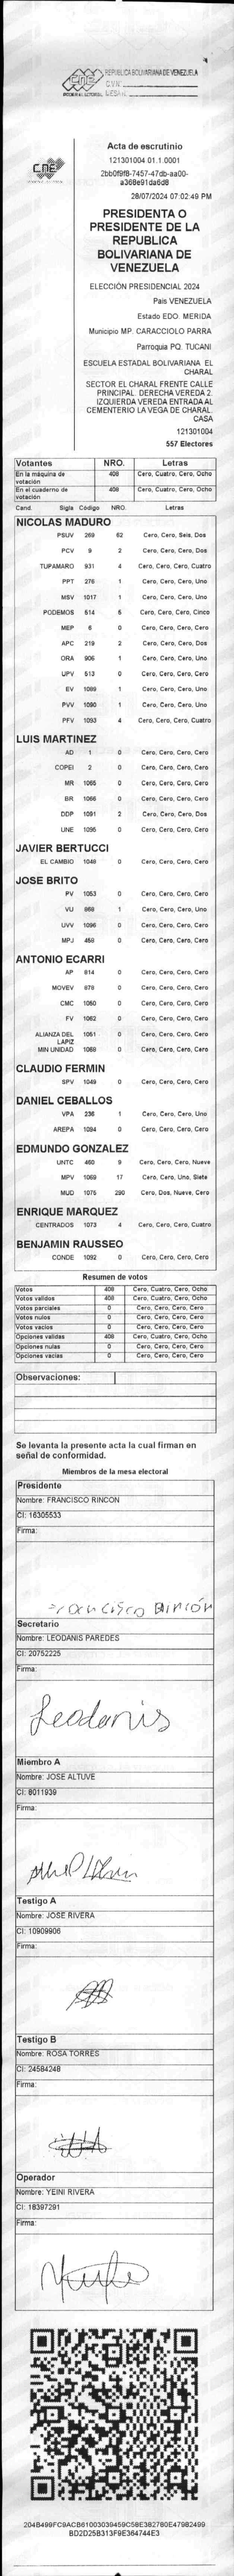 REPUBLICA BOLIVARIANA DE VENEZUELA
cne
Acta de escrutinio
121301004 01.1.0001
2bb0f9f8-7457-47db-aa00-
a368e91da6d8
28/07/2024 07:02:49 PM
PRESIDENTA O
PRESIDENTE DE LA
REPUBLICA
BOLIVARIANA DE
VENEZUELA
ELECCIÓN PRESIDENCIAL 2024
País VENEZUELA
Estado EDO. MERIDA
Municipio MP. CARACCIOLO PARRA
Parroquia PQ. TUCANI
ESCUELA ESTADAL BOLIVARIANA EL
CHARAL
SECTOR EL CHARAL FRENTE CALLE
PRINCIPAL. DERECHA VEREDA 2.
IZQUIERDA VEREDA ENTRADA AL
CEMENTERIO LA VEGA DE CHARAL.
CASA
121301004
557 Electores
Votantes NRO. Letras
En la máquina de votación 408 Cero, Cuatro, Cero, Ocho
En el cuaderno de votación 408 Cero, Cuatro, Cero, Ocho
Cand. Sigla Código NRO. Letras
NICOLAS MADURO
PSUV 269 62 Cero, Cero, Seis, Dos
PCV 9 2 Cero, Cero, Cero, Dos
TUPAMARO 931 4 Cero, Cero, Cero, Cuatro
PPT 276 1 Cero, Cero, Cero, Uno
MSV 1017 1 Cero, Cero, Cero, Uno
PODEMOS 514 5 Cero, Cero, Cero, Cinco
MEP 6 0 Cero, Cero, Cero, Cero
APC 219 2 Cero, Cero, Cero, Dos
ORA 906 1 Cero, Cero, Cero, Uno
UPV 513 0 Cero, Cero, Cero, Cero
EV 1089 1 Cero, Cero, Cero, Uno
PVV 1090 1 Cero, Cero, Cero, Uno
PFV 1093 4 Cero, Cero, Cero, Cuatro
LUIS MARTINEZ
AD 1 0 Cero, Cero, Cero, Cero
COPEI 2 0 Cero, Cero, Cero, Cero
MR 1065 0 Cero, Cero, Cero, Cero
BR 1066 0 Cero, Cero, Cero, Cero
DDP 1091 2 Cero, Cero, Cero, Dos
UNE 1095 0 Cero, Cero, Cero, Cero
JAVIER BERTUCCI
EL CAMBIO 1048 0 Cero, Cero, Cero, Cero
JOSE BRITO
PV 1053 0 Cero, Cero, Cero, Cero
VU 868 1 Cero, Cero, Cero, Uno
UVV 1096 0 Cero, Cero, Cero, Cero
MPJ 458 0 Cero, Cero, Cero, Cero
ANTONIO ECARRI
AP 814 0 Cero, Cero, Cero, Cero
MOVEV 878 0 Cero, Cero, Cero, Cero
CMC 1050 0 Cero, Cero, Cero, Cero
FV 1062 0 Cero, Cero, Cero, Cero
ALIANZA DEL LAPIZ 1051 0 Cero, Cero, Cero, Cero
MIN UNIDAD 1068 0 Cero, Cero, Cero, Cero
CLAUDIO FERMIN
SPV 1049 0 Cero, Cero, Cero, Cero
DANIEL CEBALLOS
VPA 236 1 Cero, Cero, Cero, Uno
AREPA 1094 0 Cero, Cero, Cero, Cero
EDMUNDO GONZALEZ
UNTC 460 9 Cero, Cero, Cero, Nueve
MPV 1069 17 Cero, Cero, Uno, Siete
MUD 1075 290 Cero, Dos, Nueve, Cero
ENRIQUE MARQUEZ
CENTRADOS 1073 4 Cero, Cero, Cero, Cuatro
BENJAMIN RAUSSEO
CONDE 1092 0 Cero, Cero, Cero, Cero
Resumen de votos
Votos 408 Cero, Cuatro, Cero, Ocho
Votos validos 408 Cero, Cuatro, Cero, Ocho
Votos parciales 0 Cero, Cero, Cero, Cero
Votos nulos 0 Cero, Cero, Cero, Cero
Votos vacios 0 Cero, Cero, Cero, Cero
Opciones validas 408 Cero, Cuatro, Cero, Ocho
Opciones nulas 0 Cero, Cero, Cero, Cero
Opciones vacias 0 Cero, Cero, Cero, Cero
Observaciones:
Se levanta la presente acta la cual firman en
señal de conformidad.
Miembros de la mesa electoral
Presidente
Nombre: FRANCISCO RINCON
CI: 16305533
Firma:
Francisco Rincón
Secretario
Nombre: LEODANIS PAREDES
CI: 20752225
Firma:
Leodanis
Miembro A
Nombre: JOSE ALTUVE
CI: 8011939
Firma:
Testigo A
Nombre: JOSE RIVERA
CI: 10909906
Firma:
Testigo B
Nombre: ROSA TORRES
CI: 24584248
Firma:
Operador
Nombre: YEINI RIVERA
CI: 18397291
Firma:
204B499FC9ACB61003039459C58E382780E47982499
BD2D25B313F9E364744E3